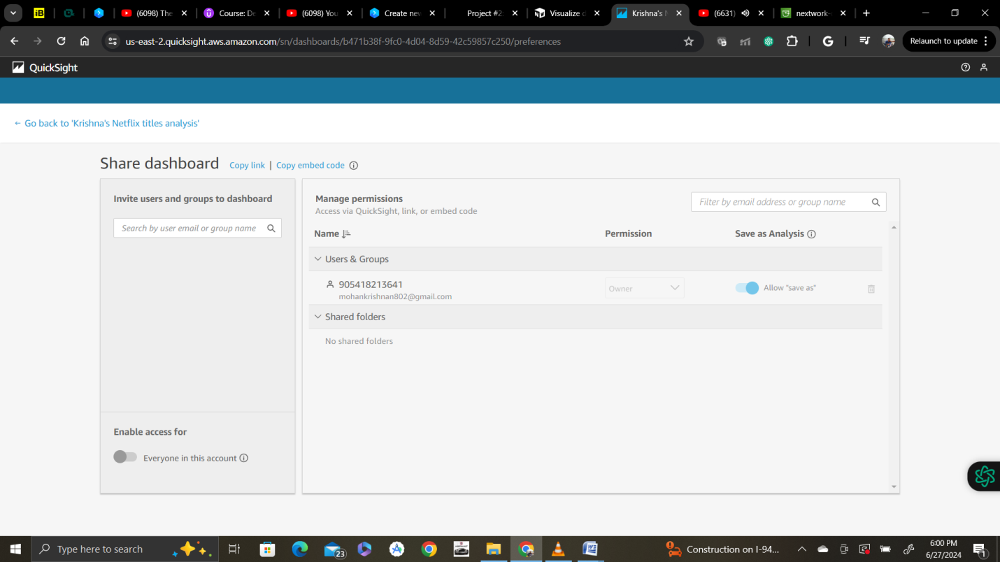 iB
(6098) The
Course: De
(6098) You
Create new
Project #2:
Visualize d
Krishna's N
(6631)
nextwork-
us-east-2.quicksight.aws.amazon.com/sn/dashboards/b471b38f-9fc0-4d04-8d59-42c59857c250/preferences
Relaunch to update
QuickSight
← Go back to 'Krishna's Netflix titles analysis'
Share dashboard Copy link | Copy embed code
Invite users and groups to dashboard
Search by user email or group name
Enable access for
Everyone in this account
Manage permissions
Access via QuickSight, link, or embed code
Filter by email address or group name
Name Permission Save as Analysis
Users & Groups
905418213641
mohankrishnan802@gmail.com
Owner
Allow "save as"
Shared folders
No shared folders
Type here to search
23
Construction on I-94...
6:00 PM
6/27/2024
1